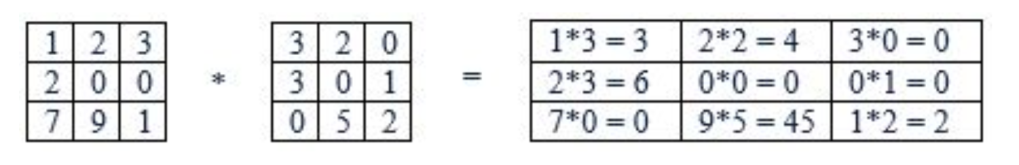 1 2 3   3 2 0   1*3 = 3   2*2 = 4   3*0 = 0
2 0 0 * 3 0 1 = 2*3 = 6   0*0 = 0   0*1 = 0
7 9 1   0 5 2   7*0 = 0   9*5 = 45   1*2 = 2